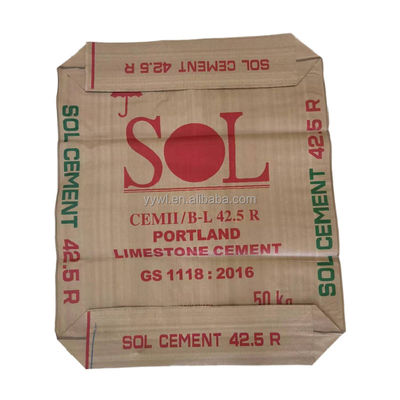 SOL CEMENT 42.5 R
SOL CEMENT 42.5 R
SOL
yywl.en.alibaba.com
CEMII/B-L 42.5 R
PORTLAND
LIMESTONE CEMENT
GS 1118 : 2016
50 kg
SOL CEMENT 42.5 R
SOL CEMENT 42.5 R